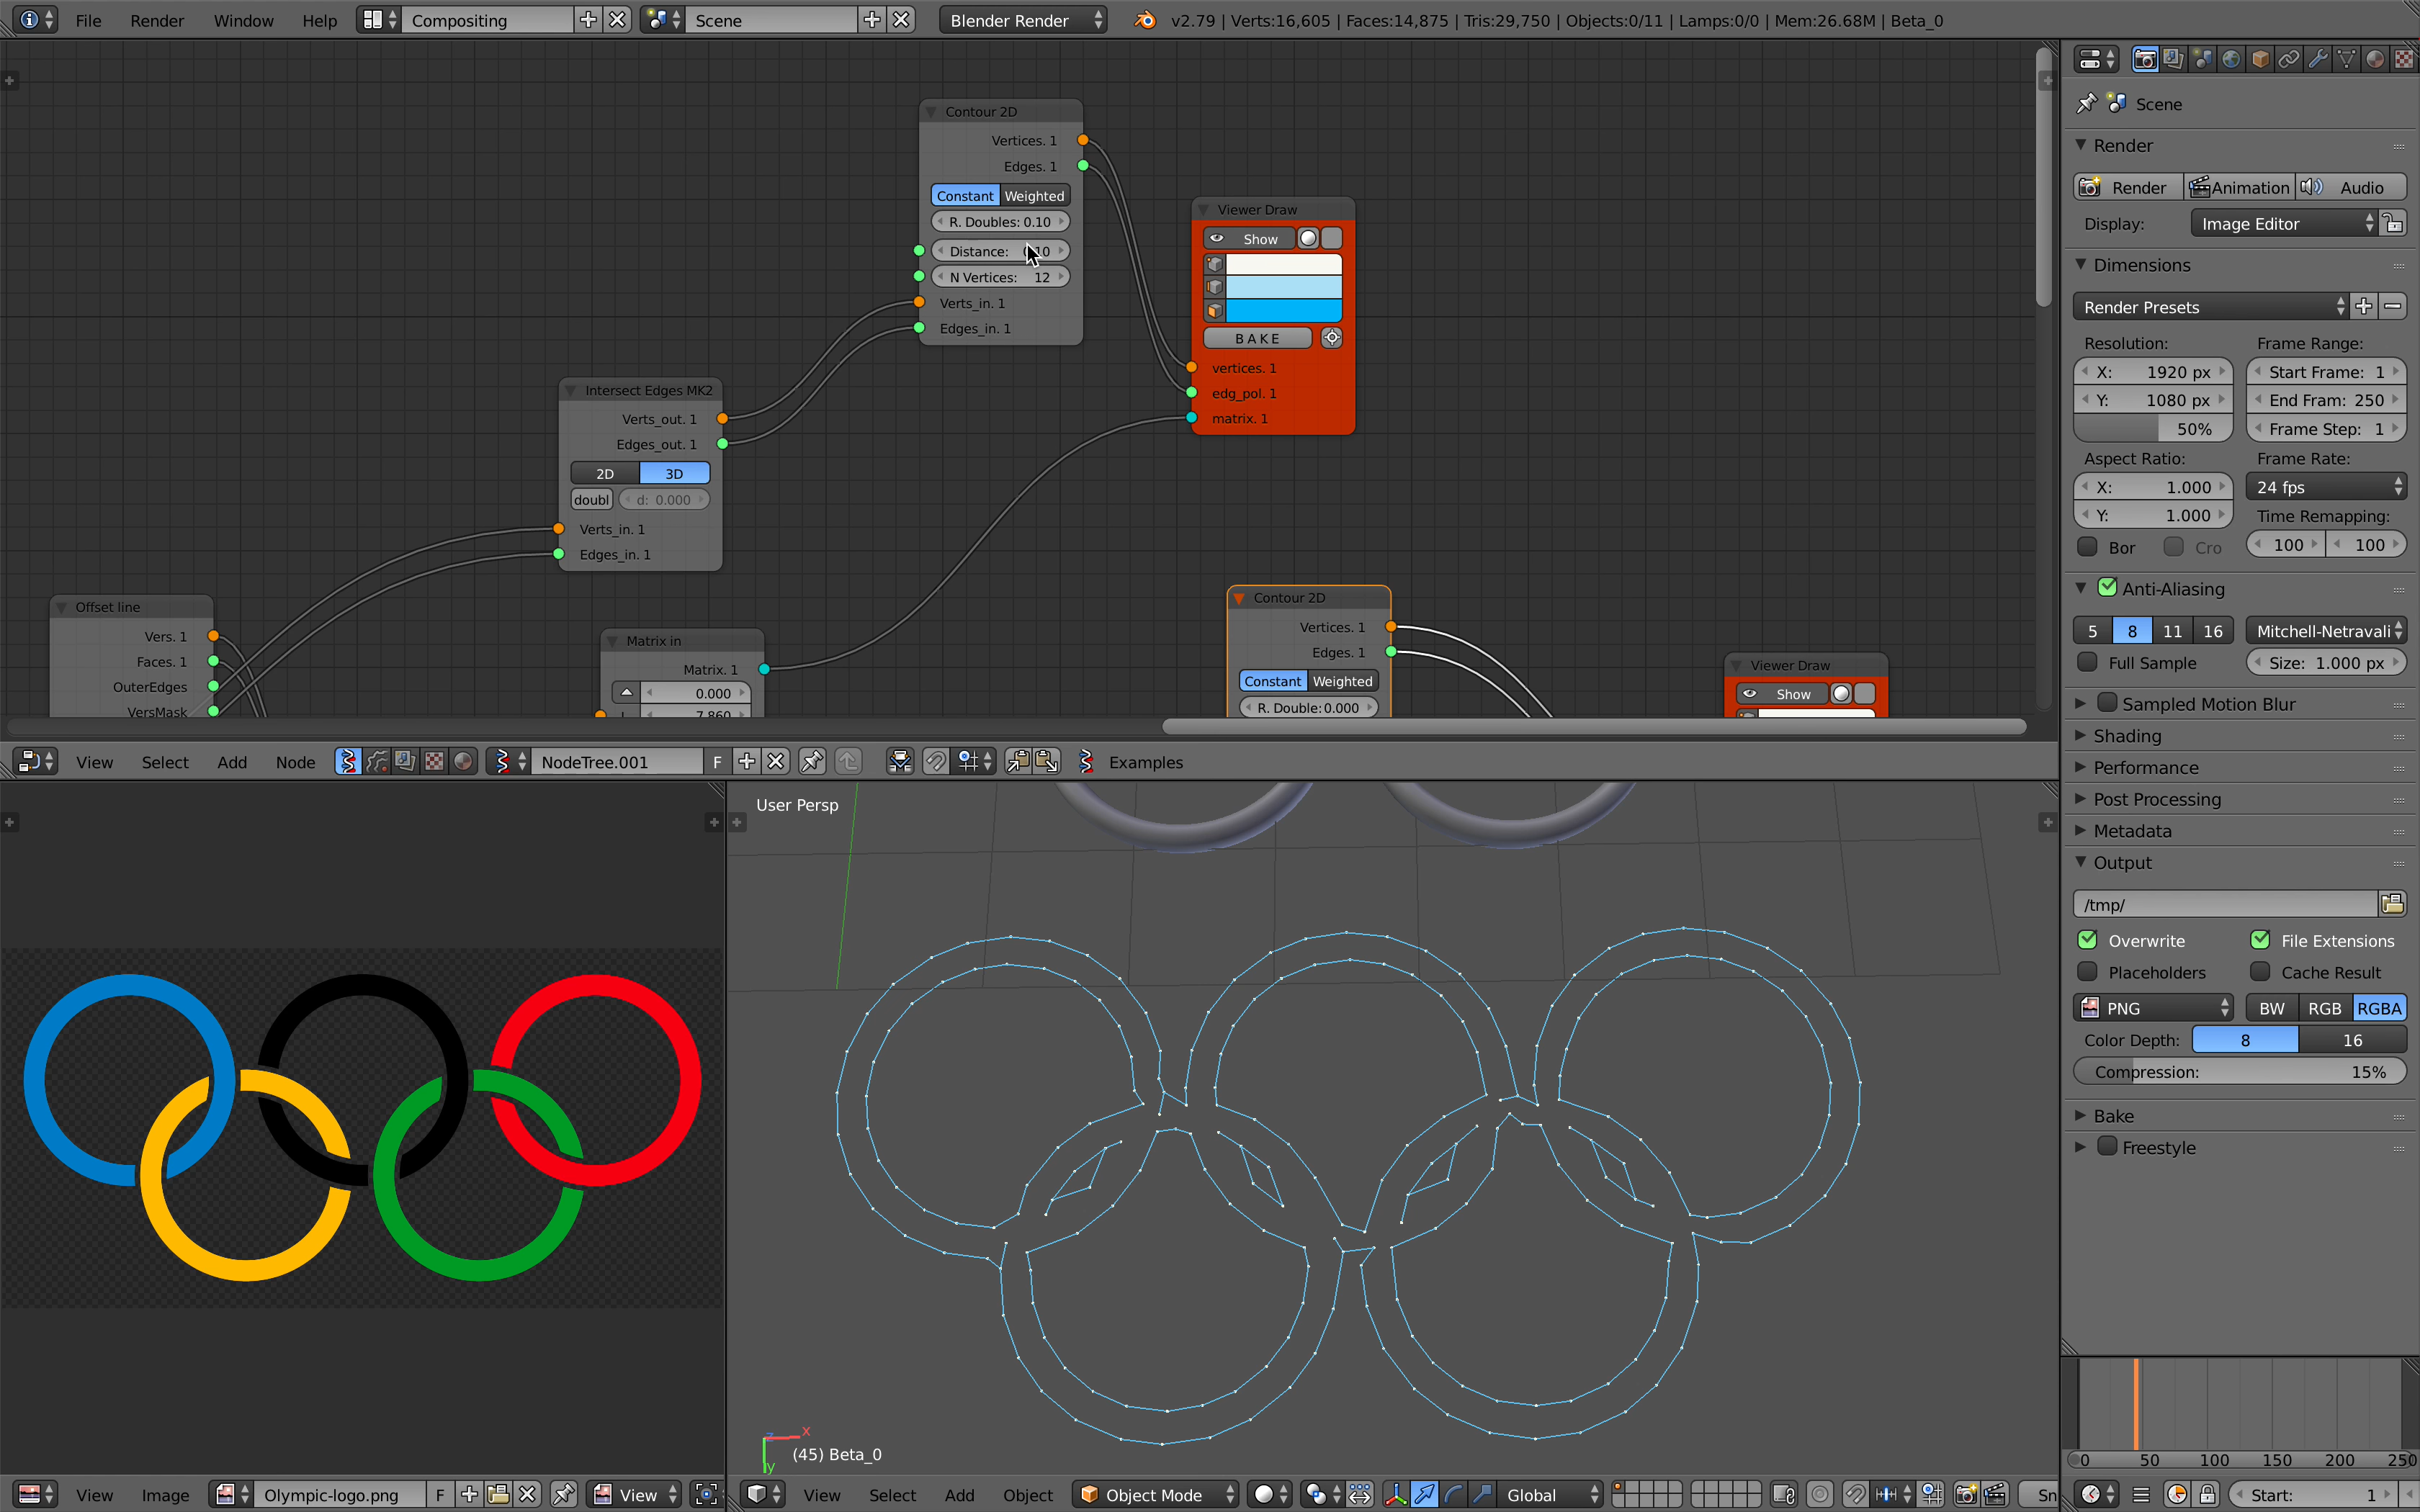 File Render Window Help Compositing Scene Blender Render v2.79 | Verts:16,605 | Faces:14,875 | Tris:29,750 | Objects:0/11 | Lamps:0/0 | Mem:26.68M | Beta_0
Contour 2D
Vertices. 1
Edges. 1
Constant Weighted
R. Doubles: 0.10
Distance:
N Vertices: 12
Verts_in. 1
Edges_in. 1
Viewer Draw
Show
BAKE
vertices. 1
edg_pol. 1
matrix. 1
Intersect Edges MK2
Verts_out. 1
Edges_out. 1
2D 3D
doubl d: 0.000
Verts_in. 1
Edges_in. 1
Offset line
Vers. 1
Faces. 1
OuterEdges
VersMask
Matrix in
Matrix. 1
0.000
7.860
Contour 2D
Vertices. 1
Edges. 1
Constant Weighted
R. Double: 0.000
Viewer Draw
Show
View Select Add Node NodeTree.001 F Examples
User Persp
(45) Beta_0
x
y
z
View Image Olympic-logo.png F View
View Select Add Object Object Mode Global Sn
Scene
Render
Render Animation Audio
Display: Image Editor
Dimensions
Render Presets
Resolution: Frame Range:
X: 1920 px Start Frame: 1
Y: 1080 px End Fram: 250
50% Frame Step: 1
Aspect Ratio: Frame Rate:
X: 1.000 24 fps
Y: 1.000 Time Remapping:
Bor Cro 100 100
Anti-Aliasing
5 8 11 16 Mitchell-Netravali
Full Sample Size: 1.000 px
Sampled Motion Blur
Shading
Performance
Post Processing
Metadata
Output
/tmp/
Overwrite File Extensions
Placeholders Cache Result
PNG BW RGB RGBA
Color Depth: 8 16
Compression: 15%
Bake
Freestyle
0 50 100 150 200 250
Start: 1